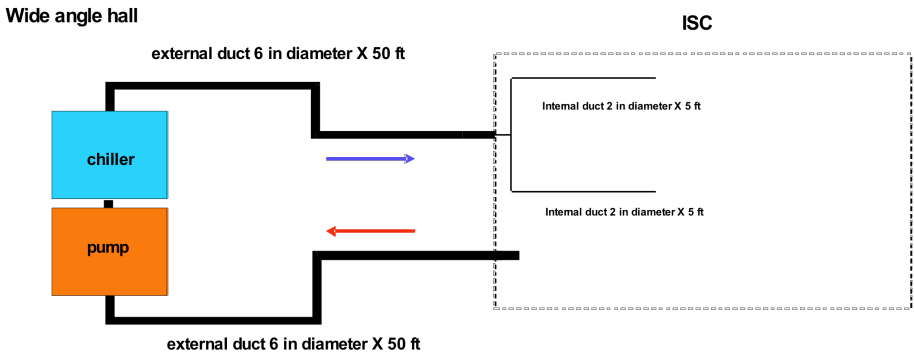 Wide angle hall
ISC
external duct 6 in diameter X 50 ft
Internal duct 2 in diameter X 5 ft
chiller
Internal duct 2 in diameter X 5 ft
pump
external duct 6 in diameter X 50 ft